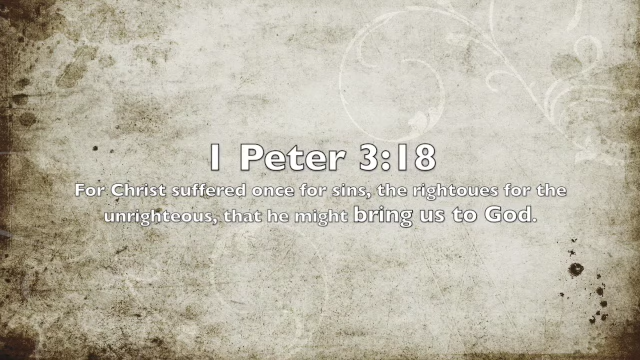 1 Peter 3:18
For Christ suffered once for sins, the rightoues for the
unrighteous, that he might bring us to God.